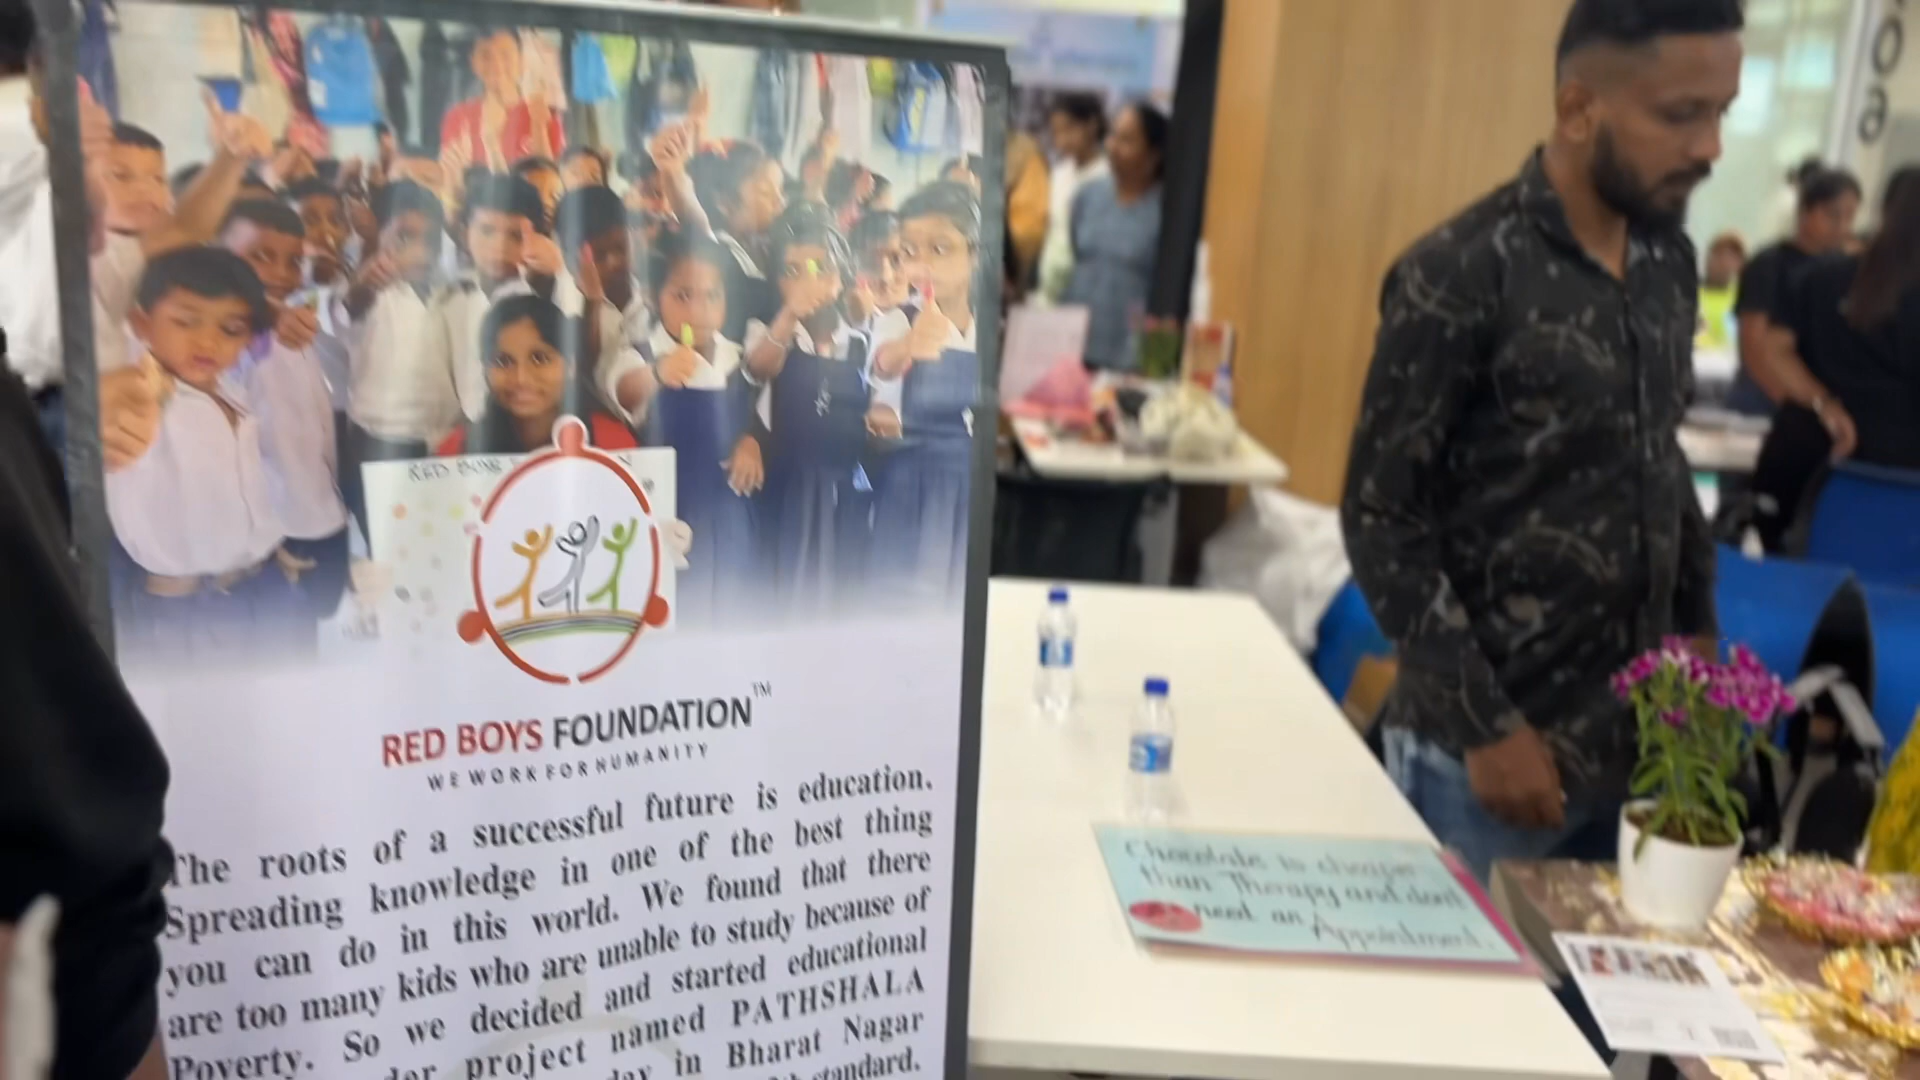 RED BOYS FOUNDATION™
WE WORK FOR HUMANITY
The roots of a successful future is education.
Spreading knowledge in one of the best thing
you can do in this world. We found that there
are too many kids who are unable to study because of
Poverty. So we decided and started educational
project named PATHSHALA
in Bharat Nagar
standard.
Chocolate is cheaper
than Therapy and don't
need an
Appointment.